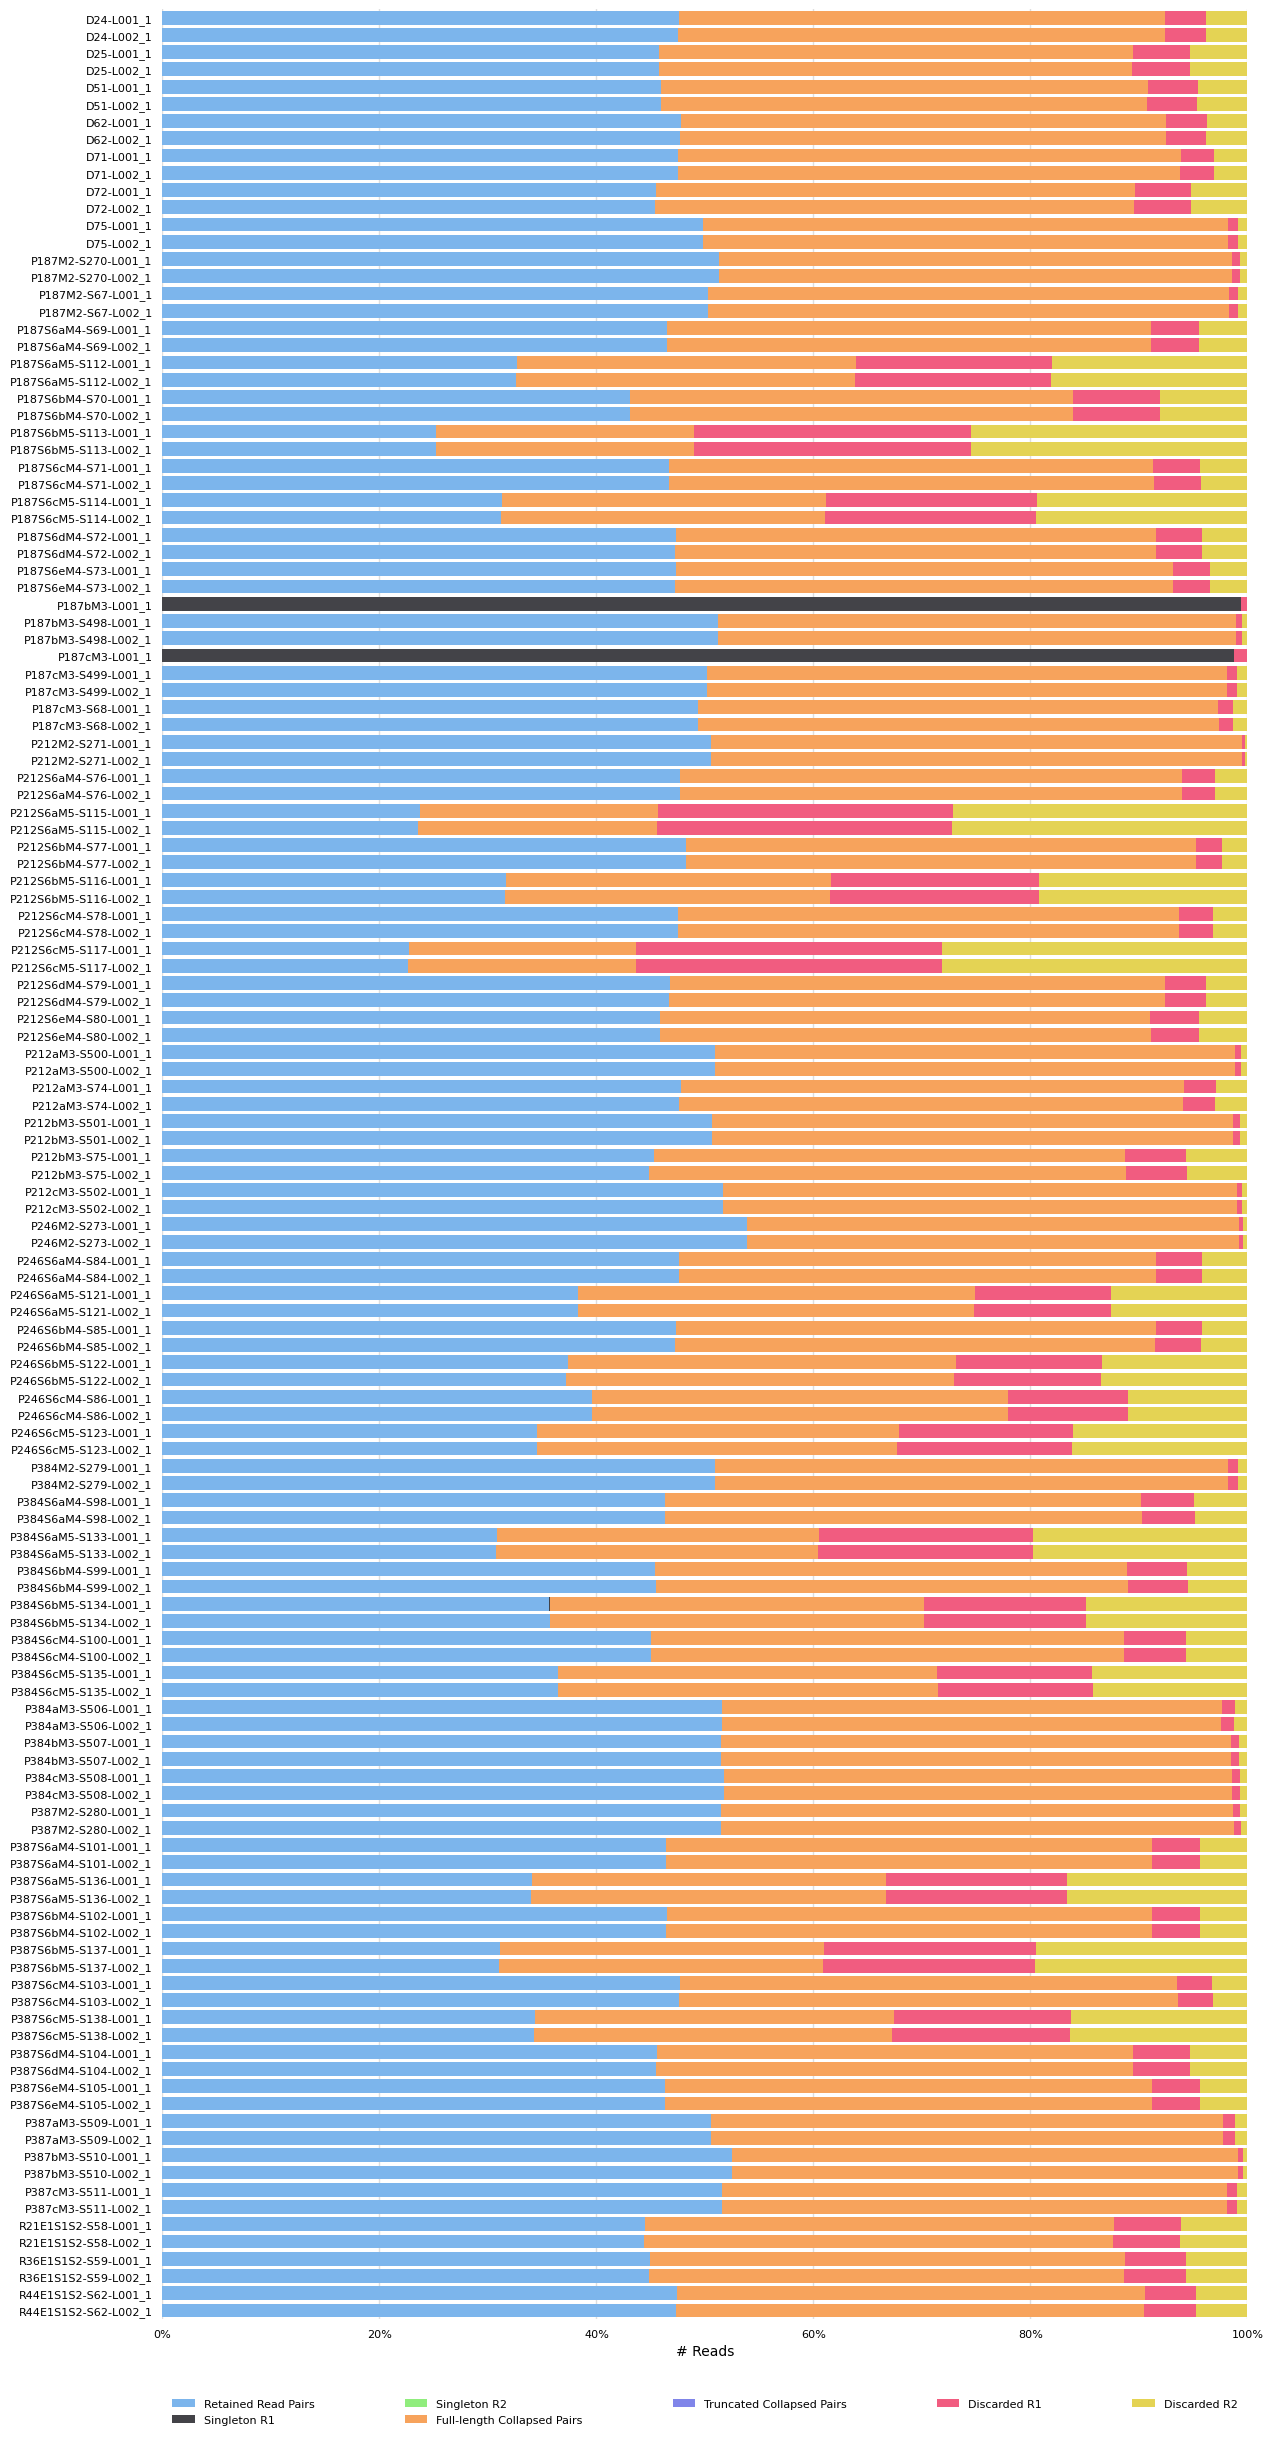 D24-L001_1
D24-L002_1
D25-L001_1
D25-L002_1
D51-L001_1
D51-L002_1
D62-L001_1
D62-L002_1
D71-L001_1
D71-L002_1
D72-L001_1
D72-L002_1
D75-L001_1
D75-L002_1
P187M2-S270-L001_1
P187M2-S270-L002_1
P187M2-S67-L001_1
P187M2-S67-L002_1
P187S6aM4-S69-L001_1
P187S6aM4-S69-L002_1
P187S6aM5-S112-L001_1
P187S6aM5-S112-L002_1
P187S6bM4-S70-L001_1
P187S6bM4-S70-L002_1
P187S6bM5-S113-L001_1
P187S6bM5-S113-L002_1
P187S6cM4-S71-L001_1
P187S6cM4-S71-L002_1
P187S6cM5-S114-L001_1
P187S6cM5-S114-L002_1
P187S6dM4-S72-L001_1
P187S6dM4-S72-L002_1
P187S6eM4-S73-L001_1
P187S6eM4-S73-L002_1
P187bM3-L001_1
P187bM3-S498-L001_1
P187bM3-S498-L002_1
P187cM3-L001_1
P187cM3-S499-L001_1
P187cM3-S499-L002_1
P187cM3-S68-L001_1
P187cM3-S68-L002_1
P212M2-S271-L001_1
P212M2-S271-L002_1
P212S6aM4-S76-L001_1
P212S6aM4-S76-L002_1
P212S6aM5-S115-L001_1
P212S6aM5-S115-L002_1
P212S6bM4-S77-L001_1
P212S6bM4-S77-L002_1
P212S6bM5-S116-L001_1
P212S6bM5-S116-L002_1
P212S6cM4-S78-L001_1
P212S6cM4-S78-L002_1
P212S6cM5-S117-L001_1
P212S6cM5-S117-L002_1
P212S6dM4-S79-L001_1
P212S6dM4-S79-L002_1
P212S6eM4-S80-L001_1
P212S6eM4-S80-L002_1
P212aM3-S500-L001_1
P212aM3-S500-L002_1
P212aM3-S74-L001_1
P212aM3-S74-L002_1
P212bM3-S501-L001_1
P212bM3-S501-L002_1
P212bM3-S75-L001_1
P212bM3-S75-L002_1
P212cM3-S502-L001_1
P212cM3-S502-L002_1
P246M2-S273-L001_1
P246M2-S273-L002_1
P246S6aM4-S84-L001_1
P246S6aM4-S84-L002_1
P246S6aM5-S121-L001_1
P246S6aM5-S121-L002_1
P246S6bM4-S85-L001_1
P246S6bM4-S85-L002_1
P246S6bM5-S122-L001_1
P246S6bM5-S122-L002_1
P246S6cM4-S86-L001_1
P246S6cM4-S86-L002_1
P246S6cM5-S123-L001_1
P246S6cM5-S123-L002_1
P384M2-S279-L001_1
P384M2-S279-L002_1
P384S6aM4-S98-L001_1
P384S6aM4-S98-L002_1
P384S6aM5-S133-L001_1
P384S6aM5-S133-L002_1
P384S6bM4-S99-L001_1
P384S6bM4-S99-L002_1
P384S6bM5-S134-L001_1
P384S6bM5-S134-L002_1
P384S6cM4-S100-L001_1
P384S6cM4-S100-L002_1
P384S6cM5-S135-L001_1
P384S6cM5-S135-L002_1
P384aM3-S506-L001_1
P384aM3-S506-L002_1
P384bM3-S507-L001_1
P384bM3-S507-L002_1
P384cM3-S508-L001_1
P384cM3-S508-L002_1
P387M2-S280-L001_1
P387M2-S280-L002_1
P387S6aM4-S101-L001_1
P387S6aM4-S101-L002_1
P387S6aM5-S136-L001_1
P387S6aM5-S136-L002_1
P387S6bM4-S102-L001_1
P387S6bM4-S102-L002_1
P387S6bM5-S137-L001_1
P387S6bM5-S137-L002_1
P387S6cM4-S103-L001_1
P387S6cM4-S103-L002_1
P387S6cM5-S138-L001_1
P387S6cM5-S138-L002_1
P387S6dM4-S104-L001_1
P387S6dM4-S104-L002_1
P387S6eM4-S105-L001_1
P387S6eM4-S105-L002_1
P387aM3-S509-L001_1
P387aM3-S509-L002_1
P387bM3-S510-L001_1
P387bM3-S510-L002_1
P387cM3-S511-L001_1
P387cM3-S511-L002_1
R21E1S1S2-S58-L001_1
R21E1S1S2-S58-L002_1
R36E1S1S2-S59-L001_1
R36E1S1S2-S59-L002_1
R44E1S1S2-S62-L001_1
R44E1S1S2-S62-L002_1
0% 20% 40% 60% 80% 100%
# Reads
Retained Read Pairs Singleton R2 Truncated Collapsed Pairs Discarded R1 Discarded R2
Singleton R1 Full-length Collapsed Pairs